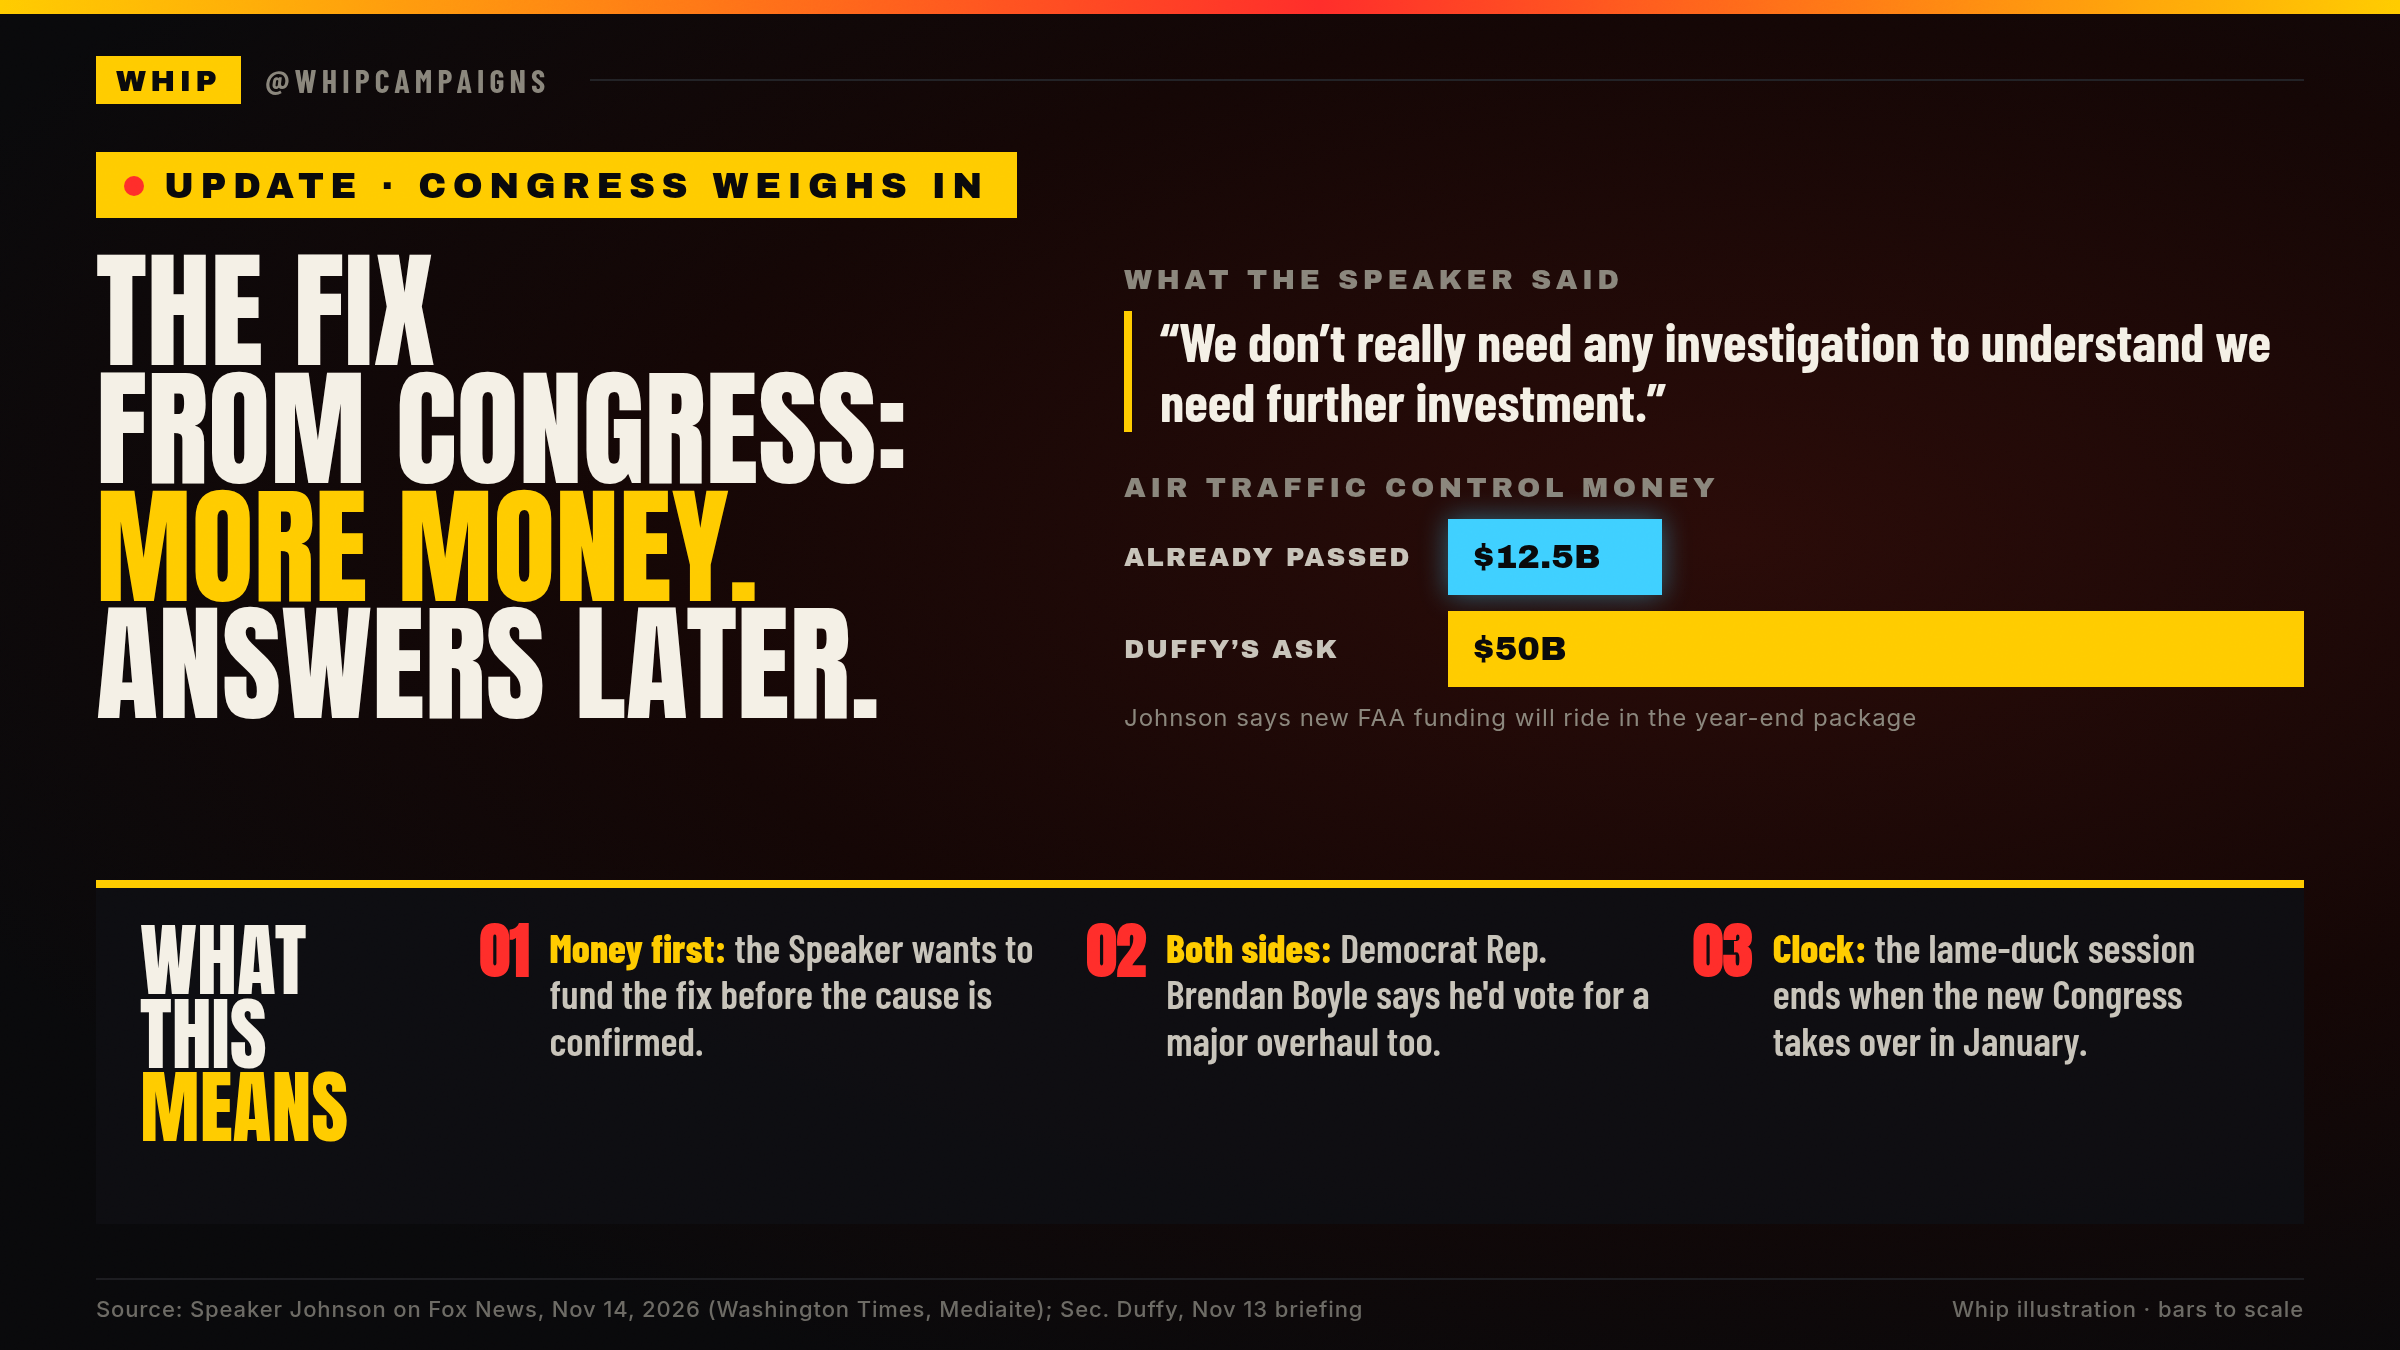 WHIP @WHIPCAMPAIGNS
UPDATE · CONGRESS WEIGHS IN
THE FIX
FROM CONGRESS:
MORE MONEY.
ANSWERS LATER.
WHAT THE SPEAKER SAID
“We don’t really need any investigation to understand we
need further investment.”
AIR TRAFFIC CONTROL MONEY
ALREADY PASSED $12.5B
DUFFY’S ASK $50B
Johnson says new FAA funding will ride in the year-end package
WHAT
THIS
MEANS
01 Money first: the Speaker wants to
fund the fix before the cause is
confirmed.
02 Both sides: Democrat Rep.
Brendan Boyle says he'd vote for a
major overhaul too.
03 Clock: the lame-duck session
ends when the new Congress
takes over in January.
Source: Speaker Johnson on Fox News, Nov 14, 2026 (Washington Times, Mediaite); Sec. Duffy, Nov 13 briefing
Whip illustration · bars to scale